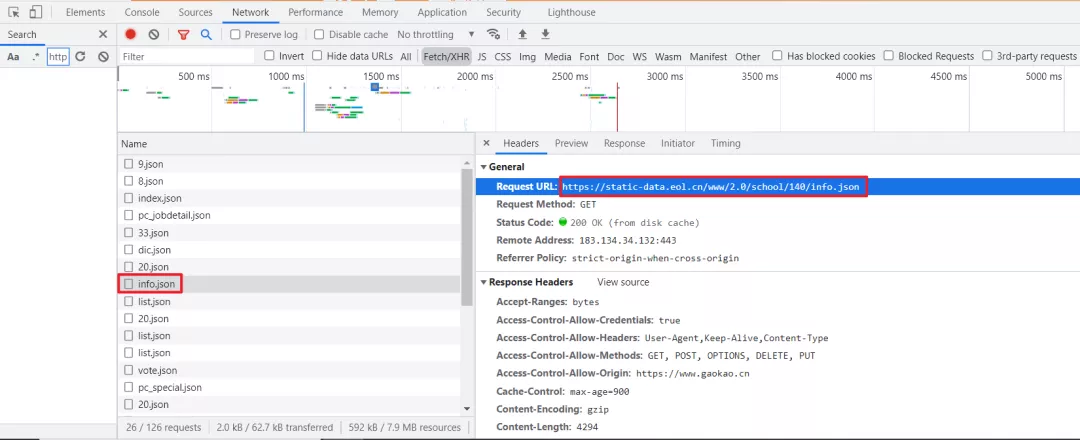 Elements Console Sources Network Performance Memory Application Security Lighthouse
Search
Preserve log Disable cache No throttling
Aa .* http
Filter Invert Hide data URLs All Fetch/XHR JS CSS Img Media Font Doc WS Wasm Manifest Other Has blocked cookies Blocked Requests 3rd-party requests
500 ms 1000 ms 1500 ms 2000 ms 2500 ms 3000 ms 3500 ms 4000 ms 4500 ms 5000 ms
Name
9.json
8.json
index.json
pc_jobdetail.json
33.json
dic.json
20.json
info.json
list.json
20.json
list.json
list.json
vote.json
pc_special.json
20.json
26 / 126 requests 2.0 kB / 62.7 kB transferred 592 kB / 7.9 MB resources
Headers Preview Response Initiator Timing
General
Request URL: https://static-data.eol.cn/www/2.0/school/140/info.json
Request Method: GET
Status Code: 200 OK (from disk cache)
Remote Address: 183.134.34.132:443
Referrer Policy: strict-origin-when-cross-origin
Response Headers View source
Accept-Ranges: bytes
Access-Control-Allow-Credentials: true
Access-Control-Allow-Headers: User-Agent,Keep-Alive,Content-Type
Access-Control-Allow-Methods: GET, POST, OPTIONS, DELETE, PUT
Access-Control-Allow-Origin: https://www.gaokao.cn
Cache-Control: max-age=900
Content-Encoding: gzip
Content-Length: 4294